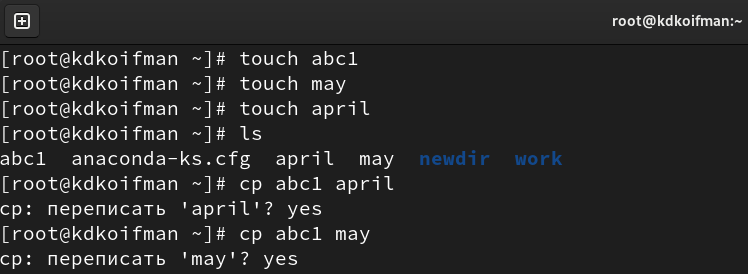 root@kdkoifman:~
[root@kdkoifman ~]# touch abc1
[root@kdkoifman ~]# touch may
[root@kdkoifman ~]# touch april
[root@kdkoifman ~]# ls
abc1  anaconda-ks.cfg  april  may  newdir  work
[root@kdkoifman ~]# cp abc1 april
cp: переписать 'april'? yes
[root@kdkoifman ~]# cp abc1 may
cp: переписать 'may'? yes